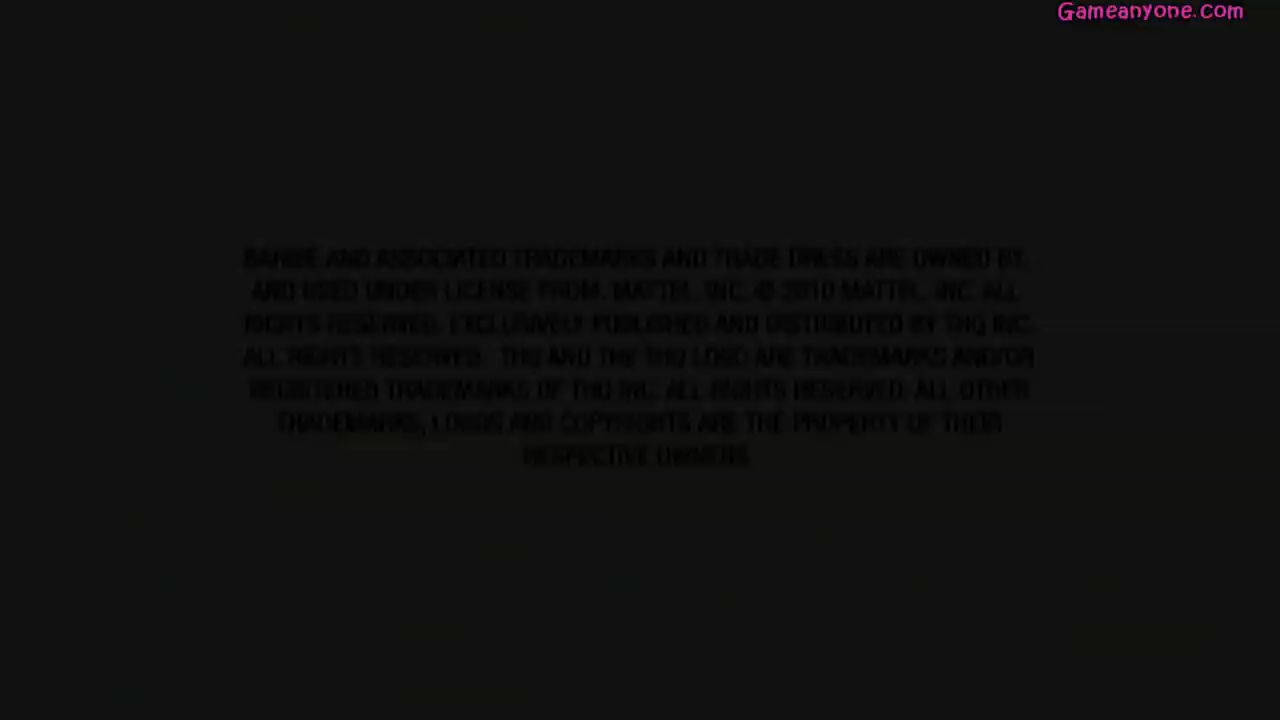 Gameanyone.com
BARBIE AND ASSOCIATED TRADEMARKS AND TRADE DRESS ARE OWNED BY,
AND USED UNDER LICENSE FROM, MATTEL, INC. © 2010 MATTEL, INC. ALL
RIGHTS RESERVED. EXCLUSIVELY PUBLISHED AND DISTRIBUTED BY THQ INC.
ALL RIGHTS RESERVED. THQ AND THE THQ LOGO ARE TRADEMARKS AND/OR
REGISTERED TRADEMARKS OF THQ INC. ALL RIGHTS RESERVED. ALL OTHER
TRADEMARKS, LOGOS AND COPYRIGHTS ARE THE PROPERTY OF THEIR
RESPECTIVE OWNERS.